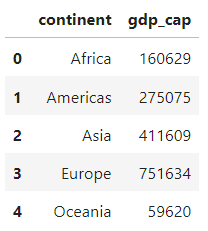 continent gdp_cap
0 Africa 160629
1 Americas 275075
2 Asia 411609
3 Europe 751634
4 Oceania 59620